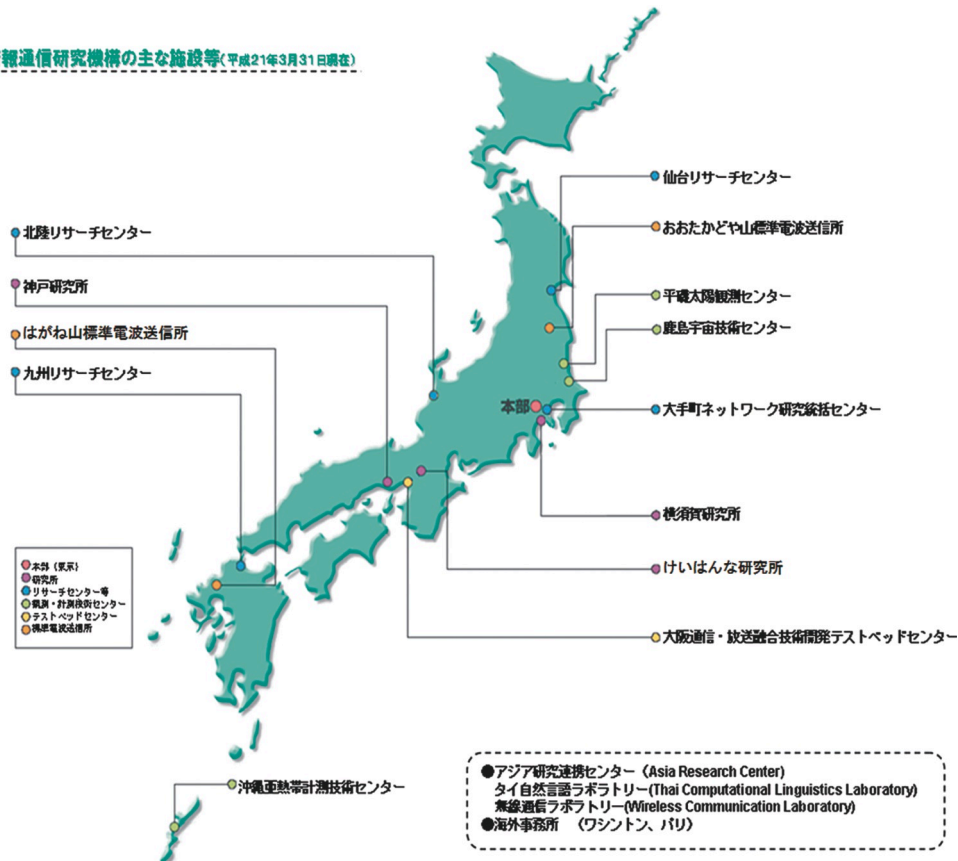 報通信研究機構の主な施設等(平成21年3月31日現在)
仙台リサーチセンター
おおたかどや山標準電波送信所
北陸リサーチセンター
神戸研究所
平磯太陽観測センター
鹿島宇宙技術センター
はがね山標準電波送信所
九州リサーチセンター
本部
大手町ネットワーク研究統括センター
横須賀研究所
けいはんな研究所
本部(東京)
研究所
リサーチセンター等
観測・計測技術センター
テストベッドセンター
標準電波送信所
大阪通信・放送融合技術開発テストベッドセンター
沖縄亜熱帯計測技術センター
●アジア研究連携センター (Asia Research Center)
タイ自然言語ラボラトリー(Thai Computational Linguistics Laboratory)
無線通信ラボラトリー(Wireless Communication Laboratory)
●海外事務所 (ワシントン、パリ)